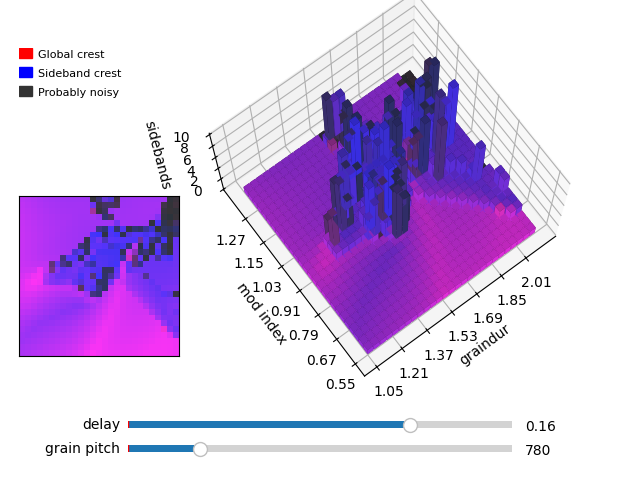 Global crest
Sideband crest
Probably noisy
sidebands
10
8
6
4
2
0
1.27
1.15
1.03
0.91
0.79
0.67
0.55
mod index
1.05
1.21
1.37
1.53
1.69
1.85
2.01
graindur
delay 0.16
grain pitch 780